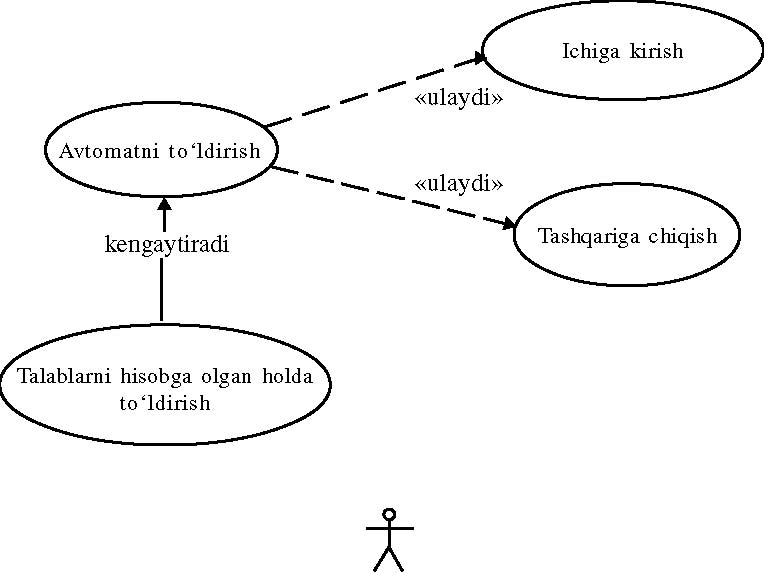 Ichiga kirish
«ulaydi»
Avtomatni to‘ldirish
«ulaydi»
Tashqariga chiqish
kengaytiradi
Talablarni hisobga olgan holda
to‘ldirish